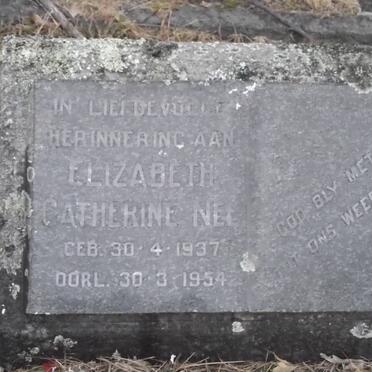 IN LIEFDEVOLLE
HERINNERING AAN
ELIZABETH
CATHERINE NEL
GEB. 30·4·1937
OORL. 30·3·1954
GOD BLY MET
ONS WEER